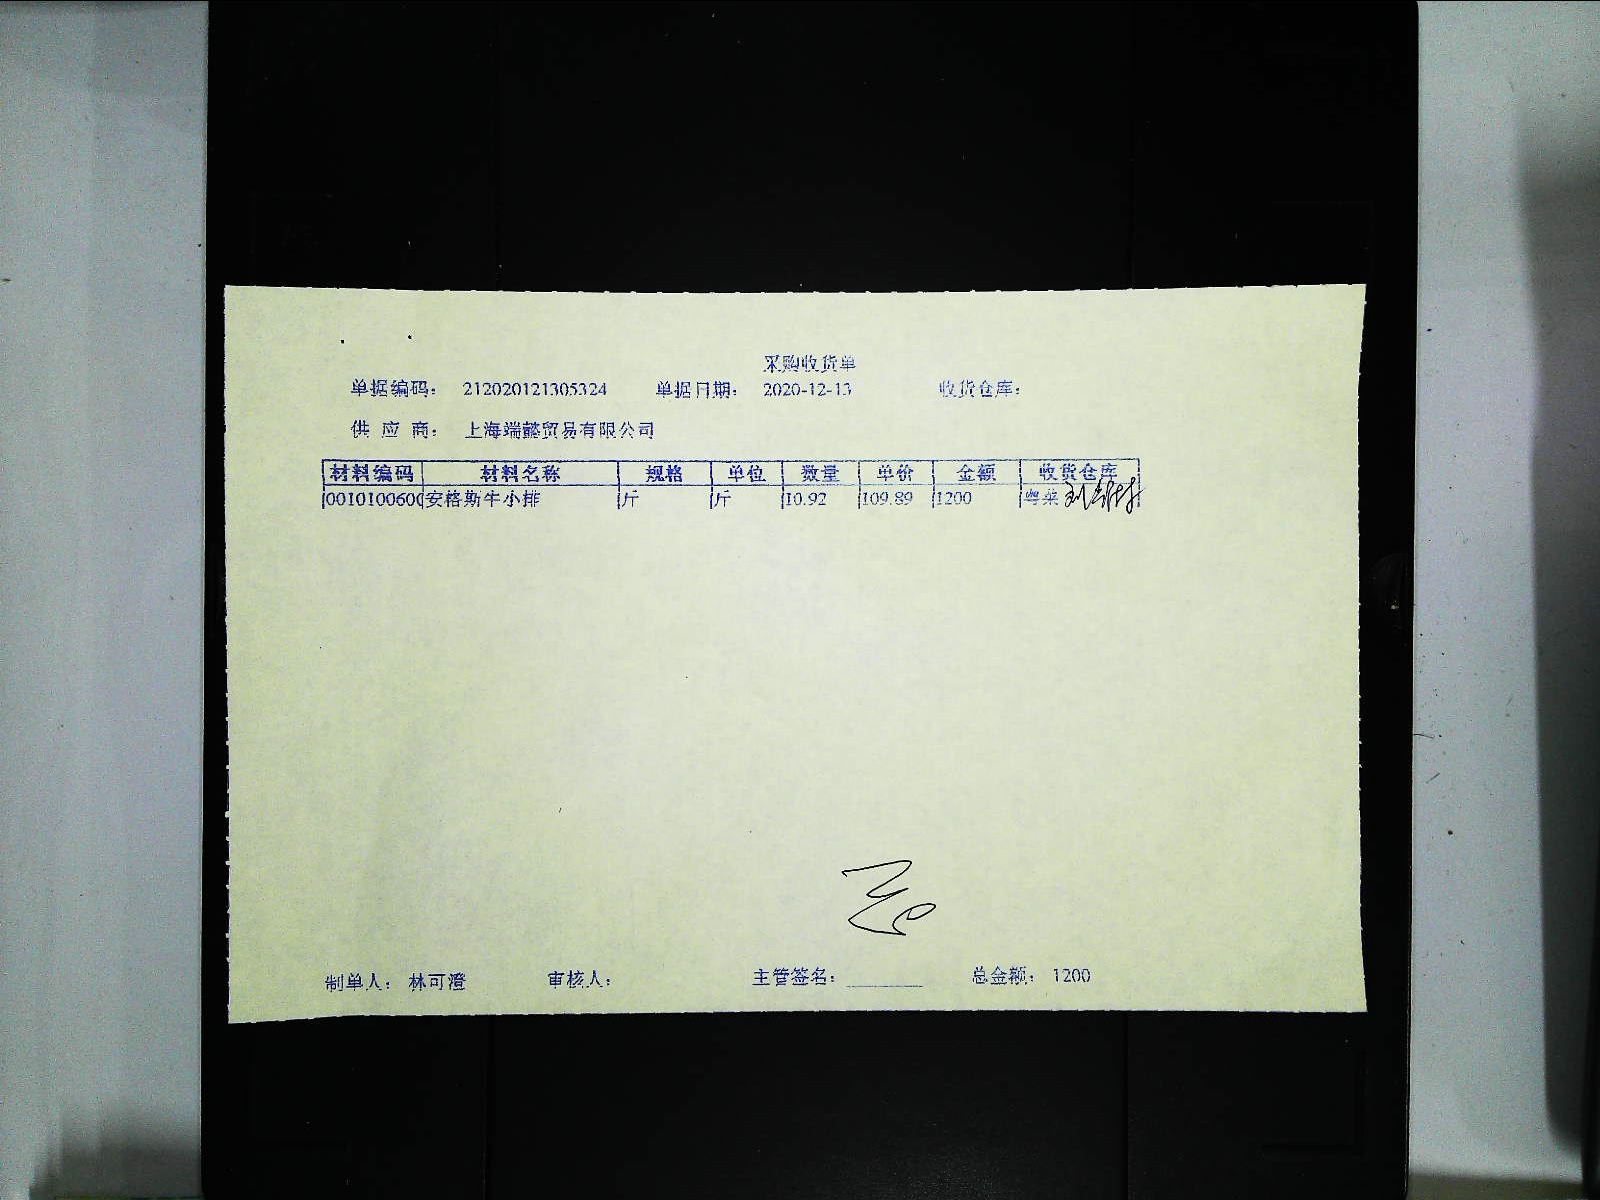 采购收货单
单据编码： 212020121305324 单据日期： 2020-12-13 收货仓库：
供 应 商： 上海端懿贸易有限公司
材料编码 材料名称 规格 单位 数量 单价 金额 收货仓库
0010100600 安格斯牛小排 斤 斤 10.92 109.89 1200 粤菜
制单人： 林可澄 审核人： 主管签名： 总金额： 1200